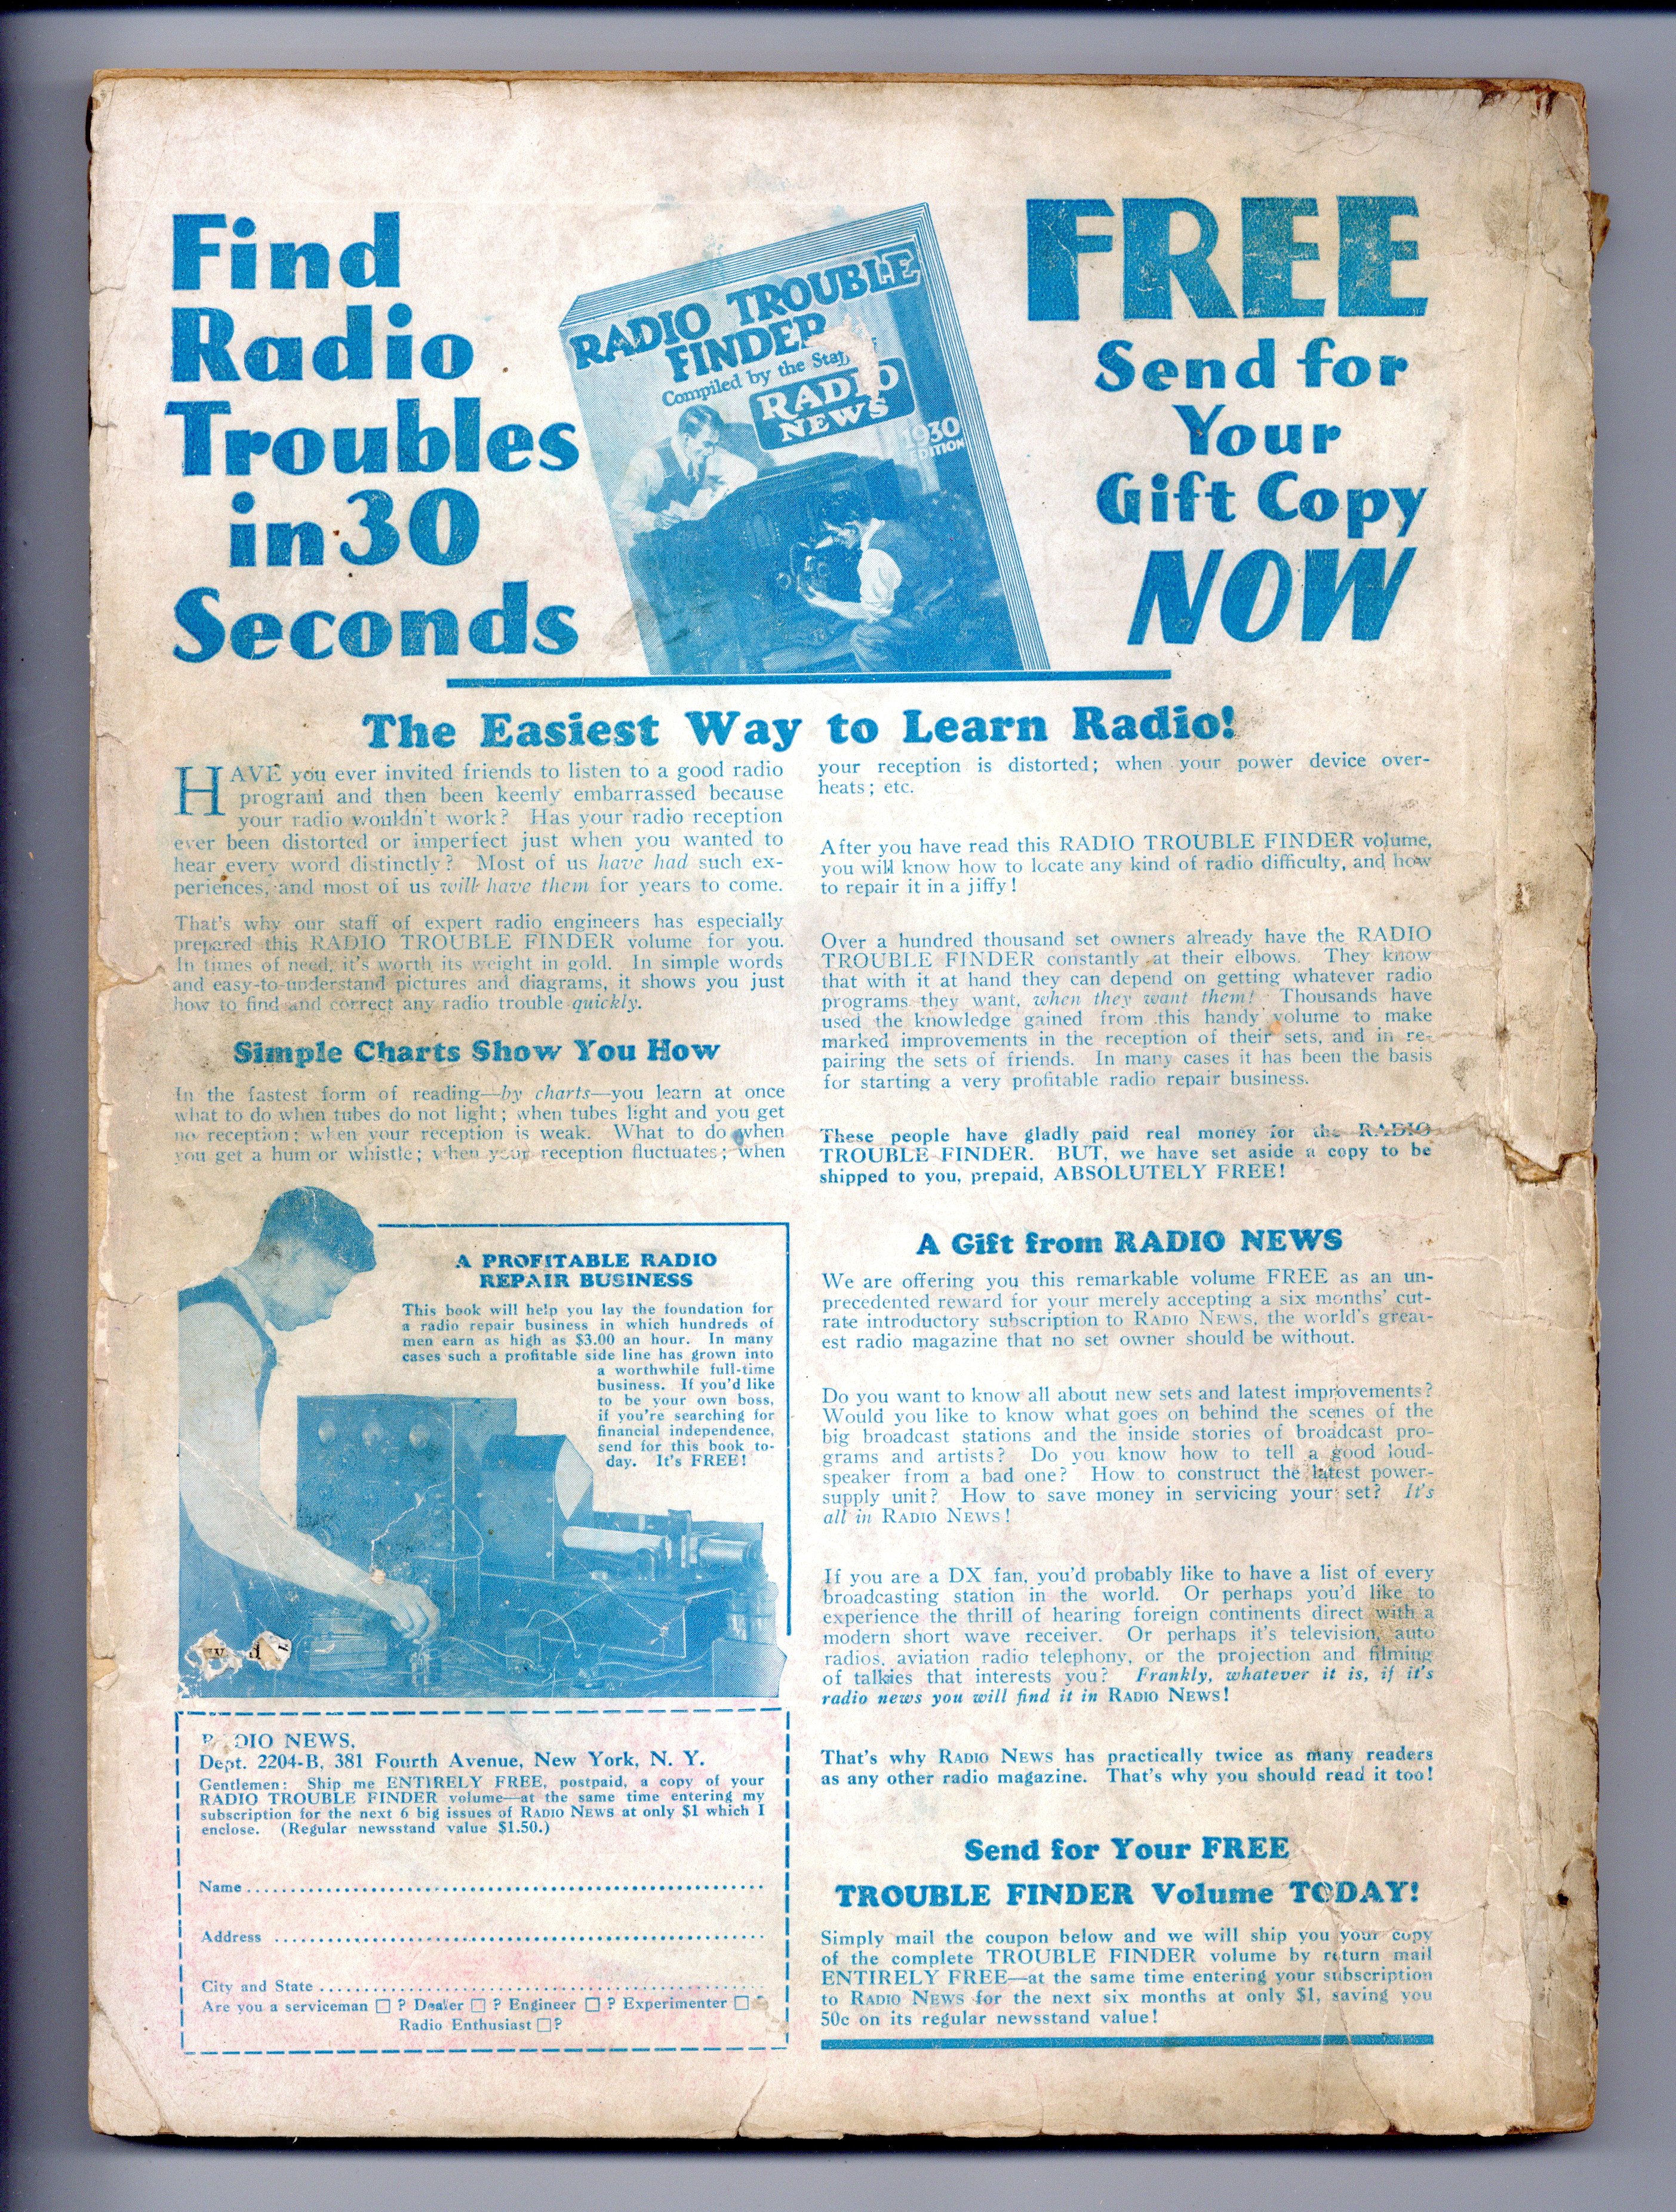 Find
Radio
Troubles
in 30
Seconds
RADIO TROUBLE
FINDER
Compiled by the Staff of
RADIO
NEWS
1930
EDITION
FREE
Send for
Your
Gift Copy
NOW
The Easiest Way to Learn Radio!
HAVE you ever invited friends to listen to a good radio
program and then been keenly embarrassed because
your radio wouldn't work? Has your radio reception
ever been distorted or imperfect just when you wanted to
hear every word distinctly? Most of us have had such ex-
periences, and most of us will have them for years to come.
That's why our staff of expert radio engineers has especially
prepared this RADIO TROUBLE FINDER volume for you.
In times of need, it's worth its weight in gold. In simple words
and easy-to-understand pictures and diagrams, it shows you just
how to find and correct any radio trouble quickly.
Simple Charts Show You How
In the fastest form of reading—by charts—you learn at once
what to do when tubes do not light; when tubes light and you get
no reception; when your reception is weak. What to do when
you get a hum or whistle; when your reception fluctuates; when
A PROFITABLE RADIO
REPAIR BUSINESS
This book will help you lay the foundation for
a radio repair business in which hundreds of
men earn as high as $3.00 an hour. In many
cases such a profitable side line has grown into
a worthwhile full-time
business. If you'd like
to be your own boss,
if you're searching for
financial independence,
send for this book to-
day. It's FREE!
RADIO NEWS,
Dept. 2204-B, 381 Fourth Avenue, New York, N. Y.
Gentlemen: Ship me ENTIRELY FREE, postpaid, a copy of your
RADIO TROUBLE FINDER volume—at the same time entering my
subscription for the next 6 big issues of RADIO NEWS at only $1 which I
enclose. (Regular newsstand value $1.50.)
Name
Address
City and State
Are you a serviceman □ ? Dealer □ ? Engineer □ ? Experimenter □ ?
Radio Enthusiast □?
your reception is distorted; when your power device over-
heats; etc.
After you have read this RADIO TROUBLE FINDER volume,
you will know how to locate any kind of radio difficulty, and how
to repair it in a jiffy!
Over a hundred thousand set owners already have the RADIO
TROUBLE FINDER constantly at their elbows. They know
that with it at hand they can depend on getting whatever radio
programs they want, when they want them! Thousands have
used the knowledge gained from this handy volume to make
marked improvements in the reception of their sets, and in re-
pairing the sets of friends. In many cases it has been the basis
for starting a very profitable radio repair business.
These people have gladly paid real money for the RADIO
TROUBLE FINDER. BUT, we have set aside a copy to be
shipped to you, prepaid, ABSOLUTELY FREE!
A Gift from RADIO NEWS
We are offering you this remarkable volume FREE as an un-
precedented reward for your merely accepting a six months' cut-
rate introductory subscription to RADIO NEWS, the world's great-
est radio magazine that no set owner should be without.
Do you want to know all about new sets and latest improvements?
Would you like to know what goes on behind the scenes of the
big broadcast stations and the inside stories of broadcast pro-
grams and artists? Do you know how to tell a good loud-
speaker from a bad one? How to construct the latest power-
supply unit? How to save money in servicing your set? It's
all in RADIO NEWS!
If you are a DX fan, you'd probably like to have a list of every
broadcasting station in the world. Or perhaps you'd like to
experience the thrill of hearing foreign continents direct with a
modern short wave receiver. Or perhaps it's television, auto
radios, aviation radio telephony, or the projection and filming
of talkies that interests you? Frankly, whatever it is, if it's
radio news you will find it in RADIO NEWS!
That's why RADIO NEWS has practically twice as many readers
as any other radio magazine. That's why you should read it too!
Send for Your FREE
TROUBLE FINDER Volume TODAY!
Simply mail the coupon below and we will ship you your copy
of the complete TROUBLE FINDER volume by return mail
ENTIRELY FREE—at the same time entering your subscription
to RADIO NEWS for the next six months at only $1, saving you
50c on its regular newsstand value!